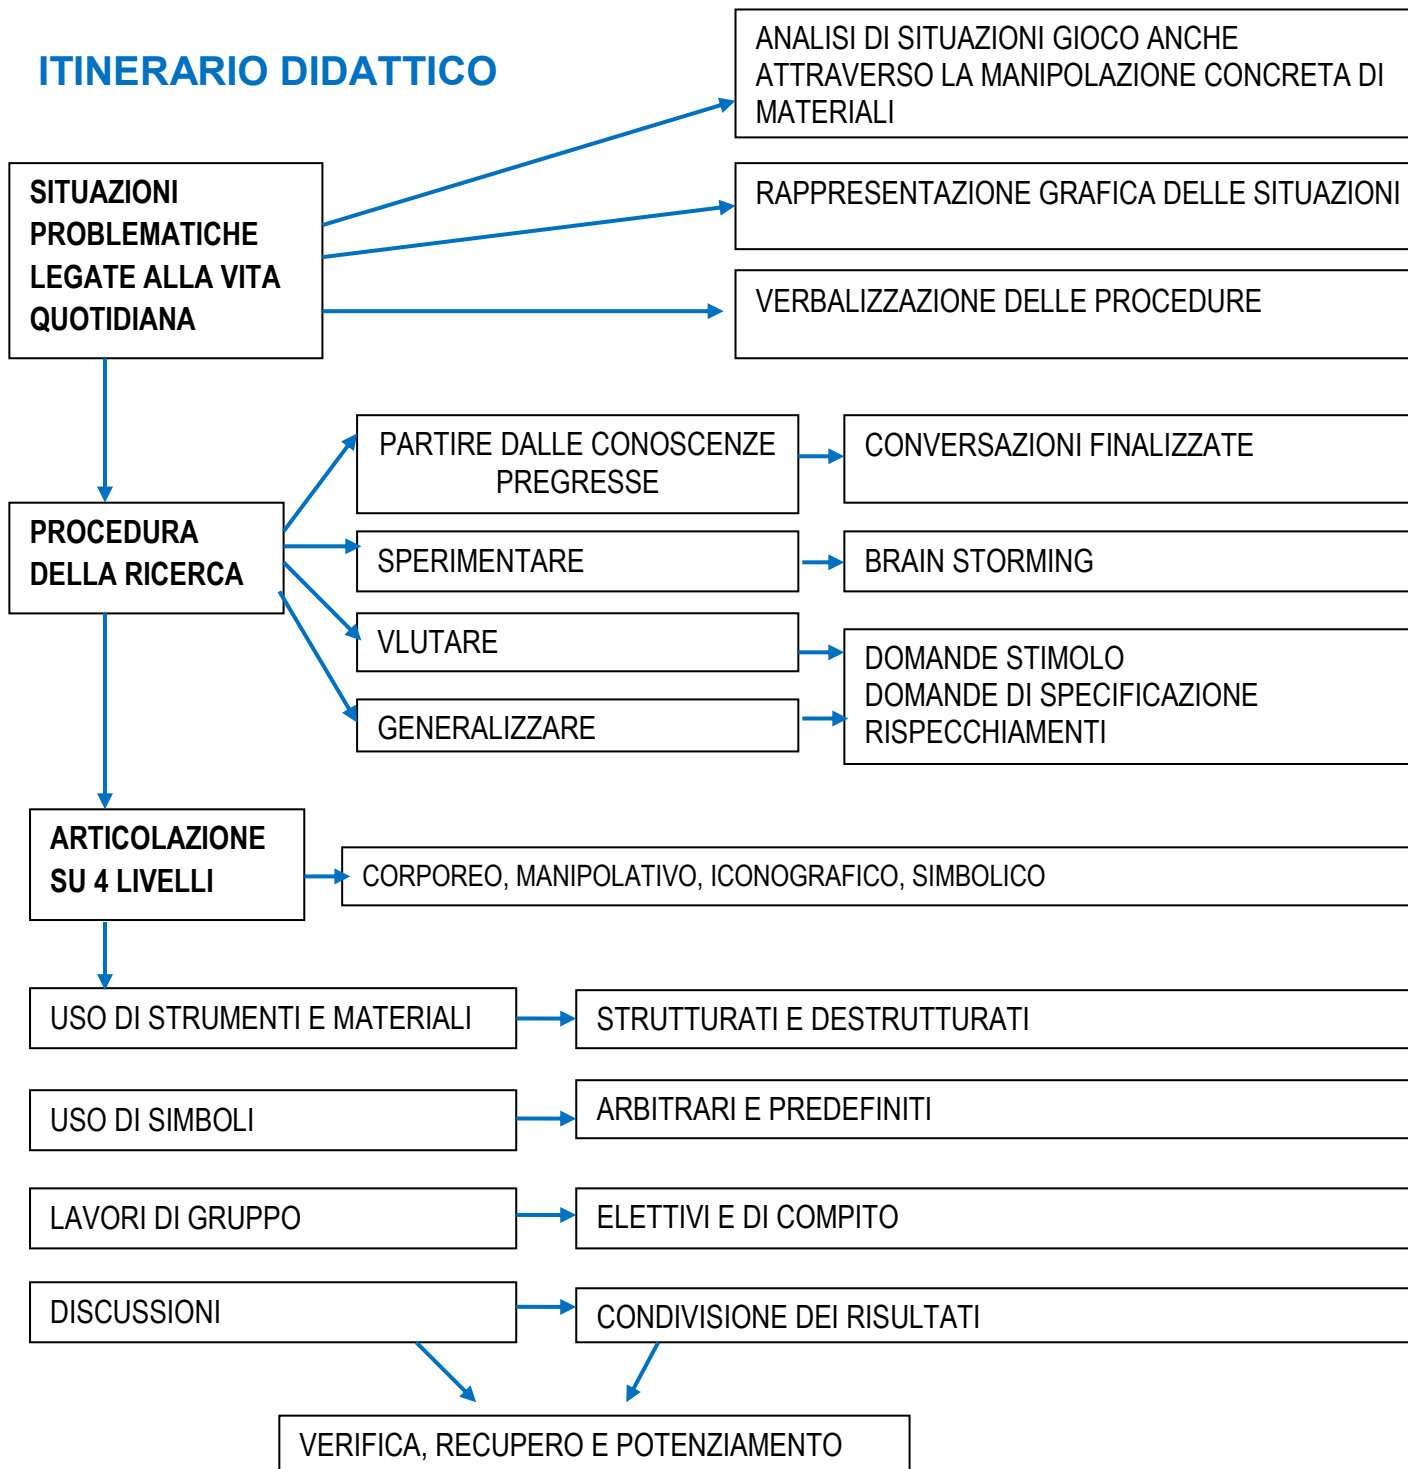 ITINERARIO DIDATTICO
ANALISI DI SITUAZIONI GIOCO ANCHE
ATTRAVERSO LA MANIPOLAZIONE CONCRETA DI
MATERIALI
SITUAZIONI
PROBLEMATICHE
LEGATE ALLA VITA
QUOTIDIANA
RAPPRESENTAZIONE GRAFICA DELLE SITUAZIONI
VERBALIZZAZIONE DELLE PROCEDURE
PROCEDURA
DELLA RICERCA
PARTIRE DALLE CONOSCENZE
PREGRESSE
CONVERSAZIONI FINALIZZATE
SPERIMENTARE
BRAIN STORMING
VLUTARE
GENERALIZZARE
DOMANDE STIMOLO
DOMANDE DI SPECIFICAZIONE
RISPECCHIAMENTI
ARTICOLAZIONE
SU 4 LIVELLI
CORPOREO, MANIPOLATIVO, ICONOGRAFICO, SIMBOLICO
USO DI STRUMENTI E MATERIALI
STRUTTURATI E DESTRUTTURATI
USO DI SIMBOLI
ARBITRARI E PREDEFINITI
LAVORI DI GRUPPO
ELETTIVI E DI COMPITO
DISCUSSIONI
CONDIVISIONE DEI RISULTATI
VERIFICA, RECUPERO E POTENZIAMENTO